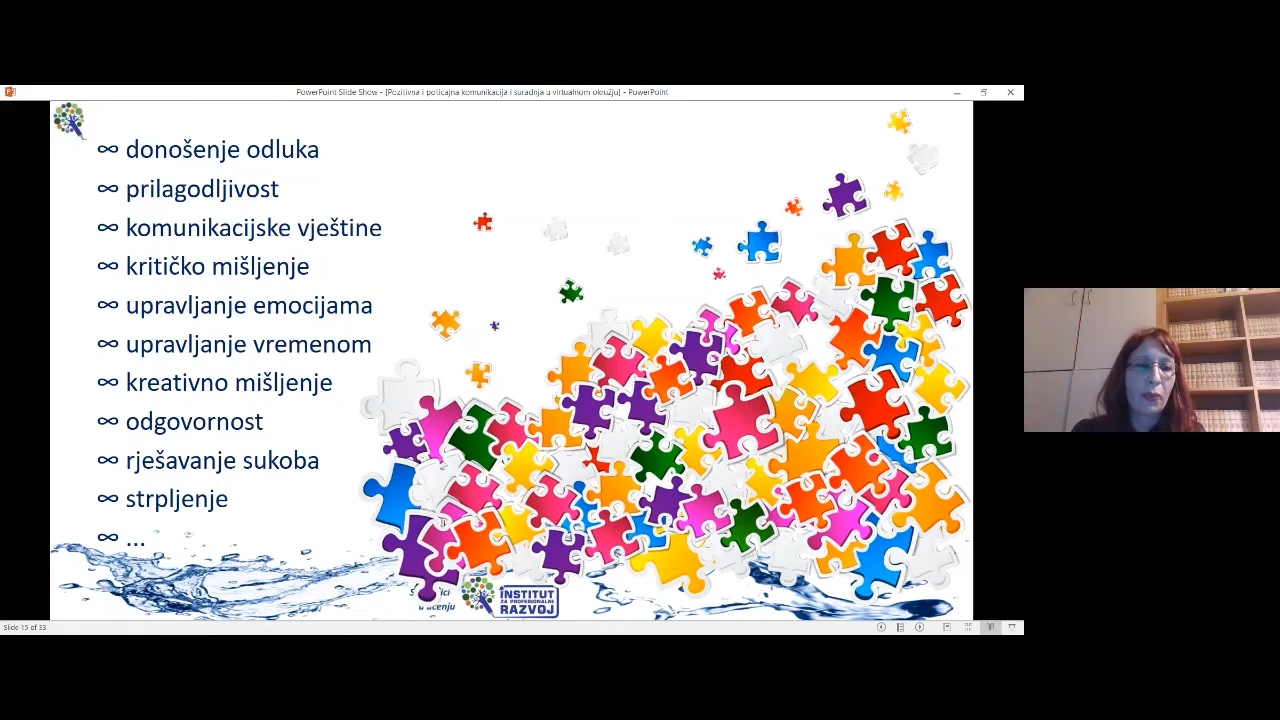 PowerPoint Slide Show - [Pozitivna i poticajna komunikacija i suradnja u virtualnom okružju] - PowerPoint
∞ donošenje odluka
∞ prilagodljivost
∞ komunikacijske vještine
∞ kritičko mišljenje
∞ upravljanje emocijama
∞ upravljanje vremenom
∞ kreativno mišljenje
∞ odgovornost
∞ rješavanje sukoba
∞ strpljenje
∞ ...
učenju
INSTITUT
ZA PROFESIONALNI
RAZVOJ
Slide 15 of 33